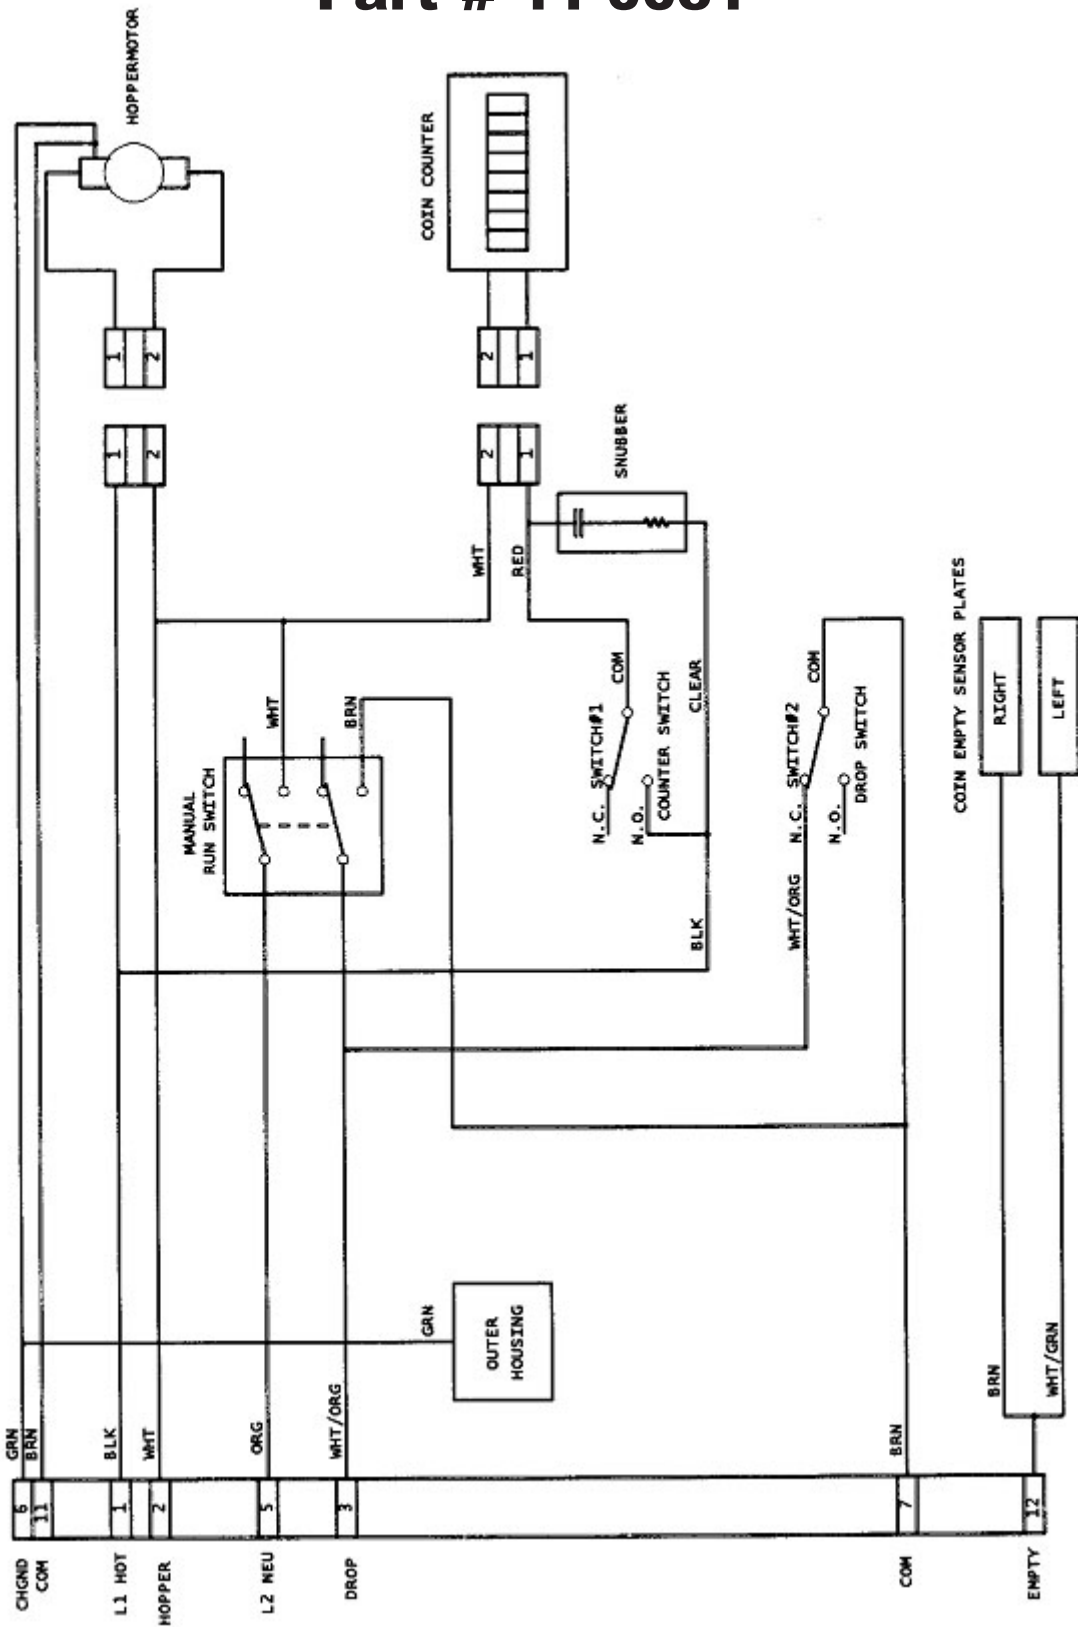 HOPPERMOTOR
COIN COUNTER
1
2
2
1
1
2
2
1
SNUBBER
WHT
RED
WHT
BRN
MANUAL
RUN SWITCH
COM
N.C. SWITCH#1
N.O.
COUNTER SWITCH
CLEAR
BLK
COM
N.C. SWITCH#2
N.O.
DROP SWITCH
WHT/ORG
COIN EMPTY SENSOR PLATES
RIGHT
LEFT
GRN
OUTER
HOUSING
GRN
BRN
BLK
WHT
ORG
WHT/ORG
BRN
BRN
WHT/GRN
CHGND 6
COM 11
L1 HOT 1
HOPPER 2
L2 NEU 5
DROP 3
COM 7
EMPTY 12